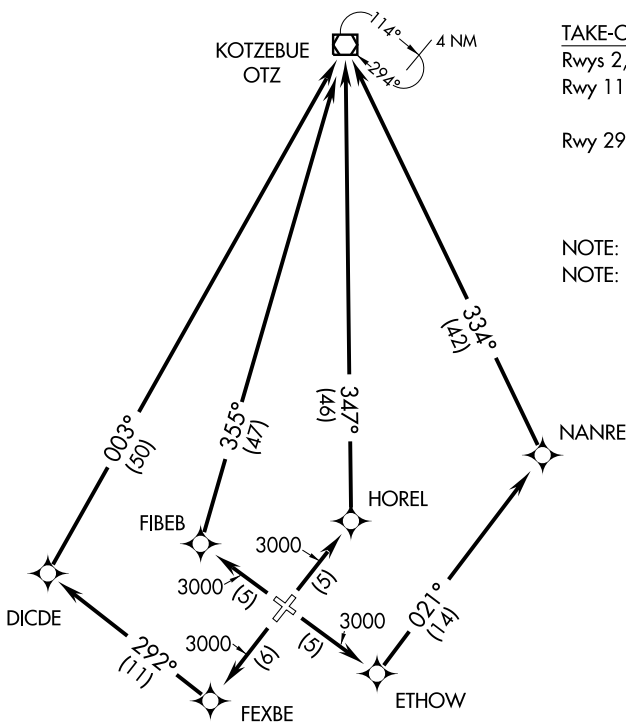 KOTZEBUE
OTZ
114°
4 NM
294°
TAKE-O
Rwys 2,
Rwy 11
Rwy 29
NOTE:
NOTE:
003°
(50)
355°
(47)
347°
(46)
334°
(42)
NANRE
HOREL
FIBEB
3000
(5)
3000
(5)
DICDE
3000
(6)
3000
(5)
021°
(14)
292°
(11)
FEXBE
ETHOW